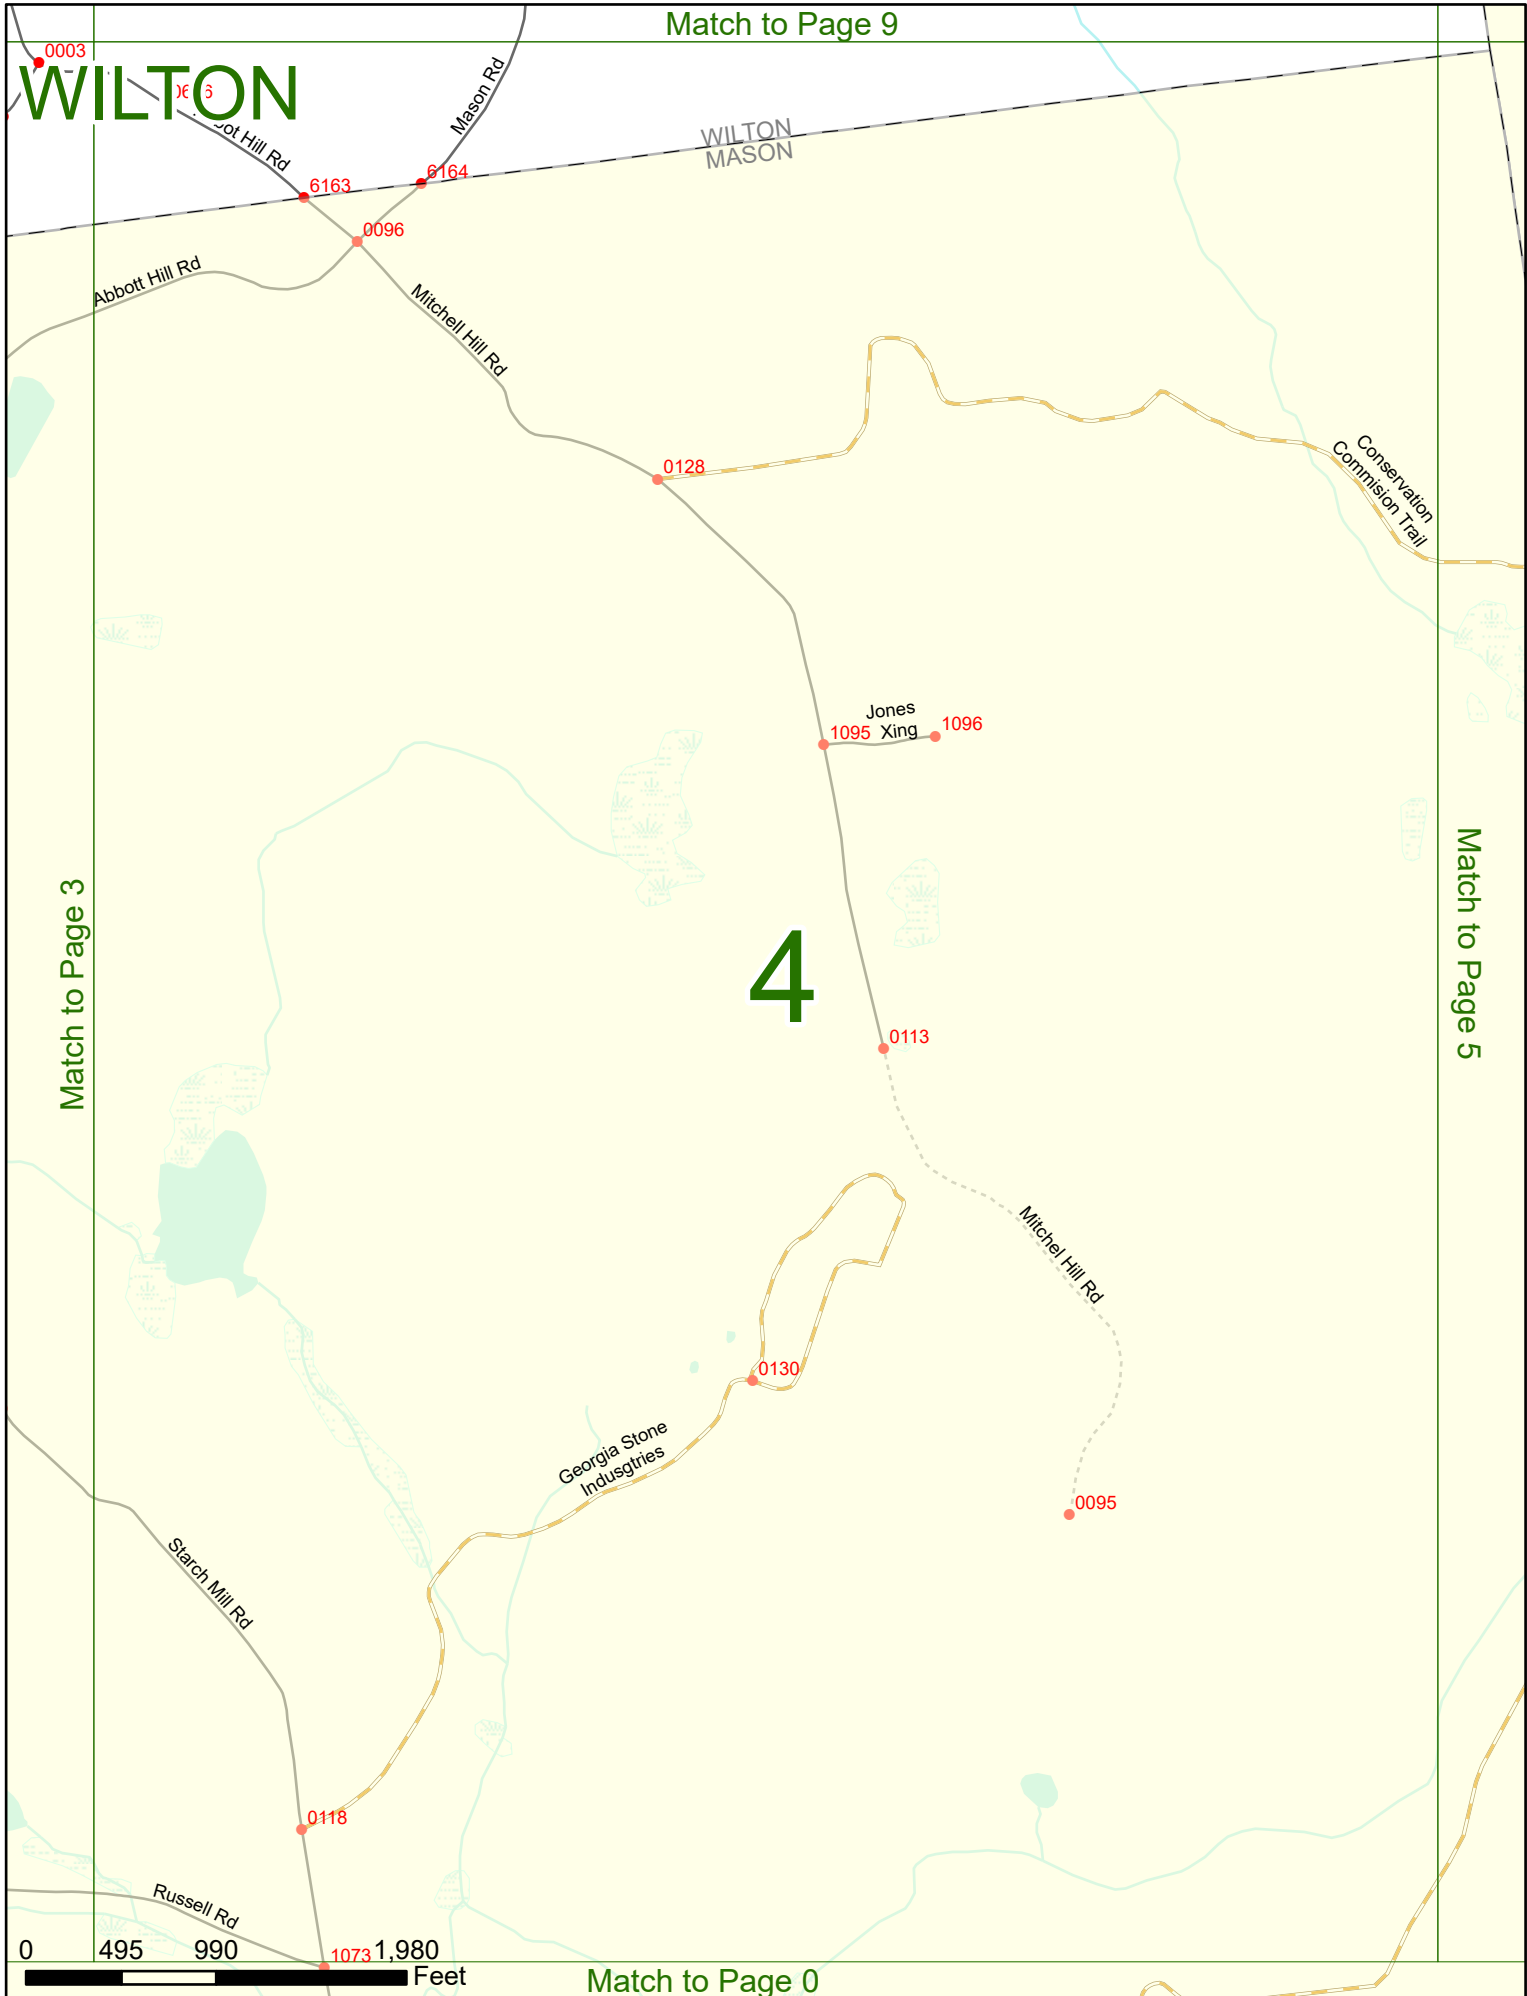 Match to Page 9
0003
WILTON
Mason Rd
Hill Rd
WILTON
MASON
6163
6164
0096
Abbott Hill Rd
Mitchell Hill Rd
0128
Conservation
Commision Trail
Jones
Xing
1095
1096
Match to Page 3
Match to Page 5
4
0113
Mitchel Hill Rd
0130
Georgia Stone
Indusgtries
0095
Starch Mill Rd
0118
Russell Rd
1073
0 495 990 1,980
Feet
Match to Page 0